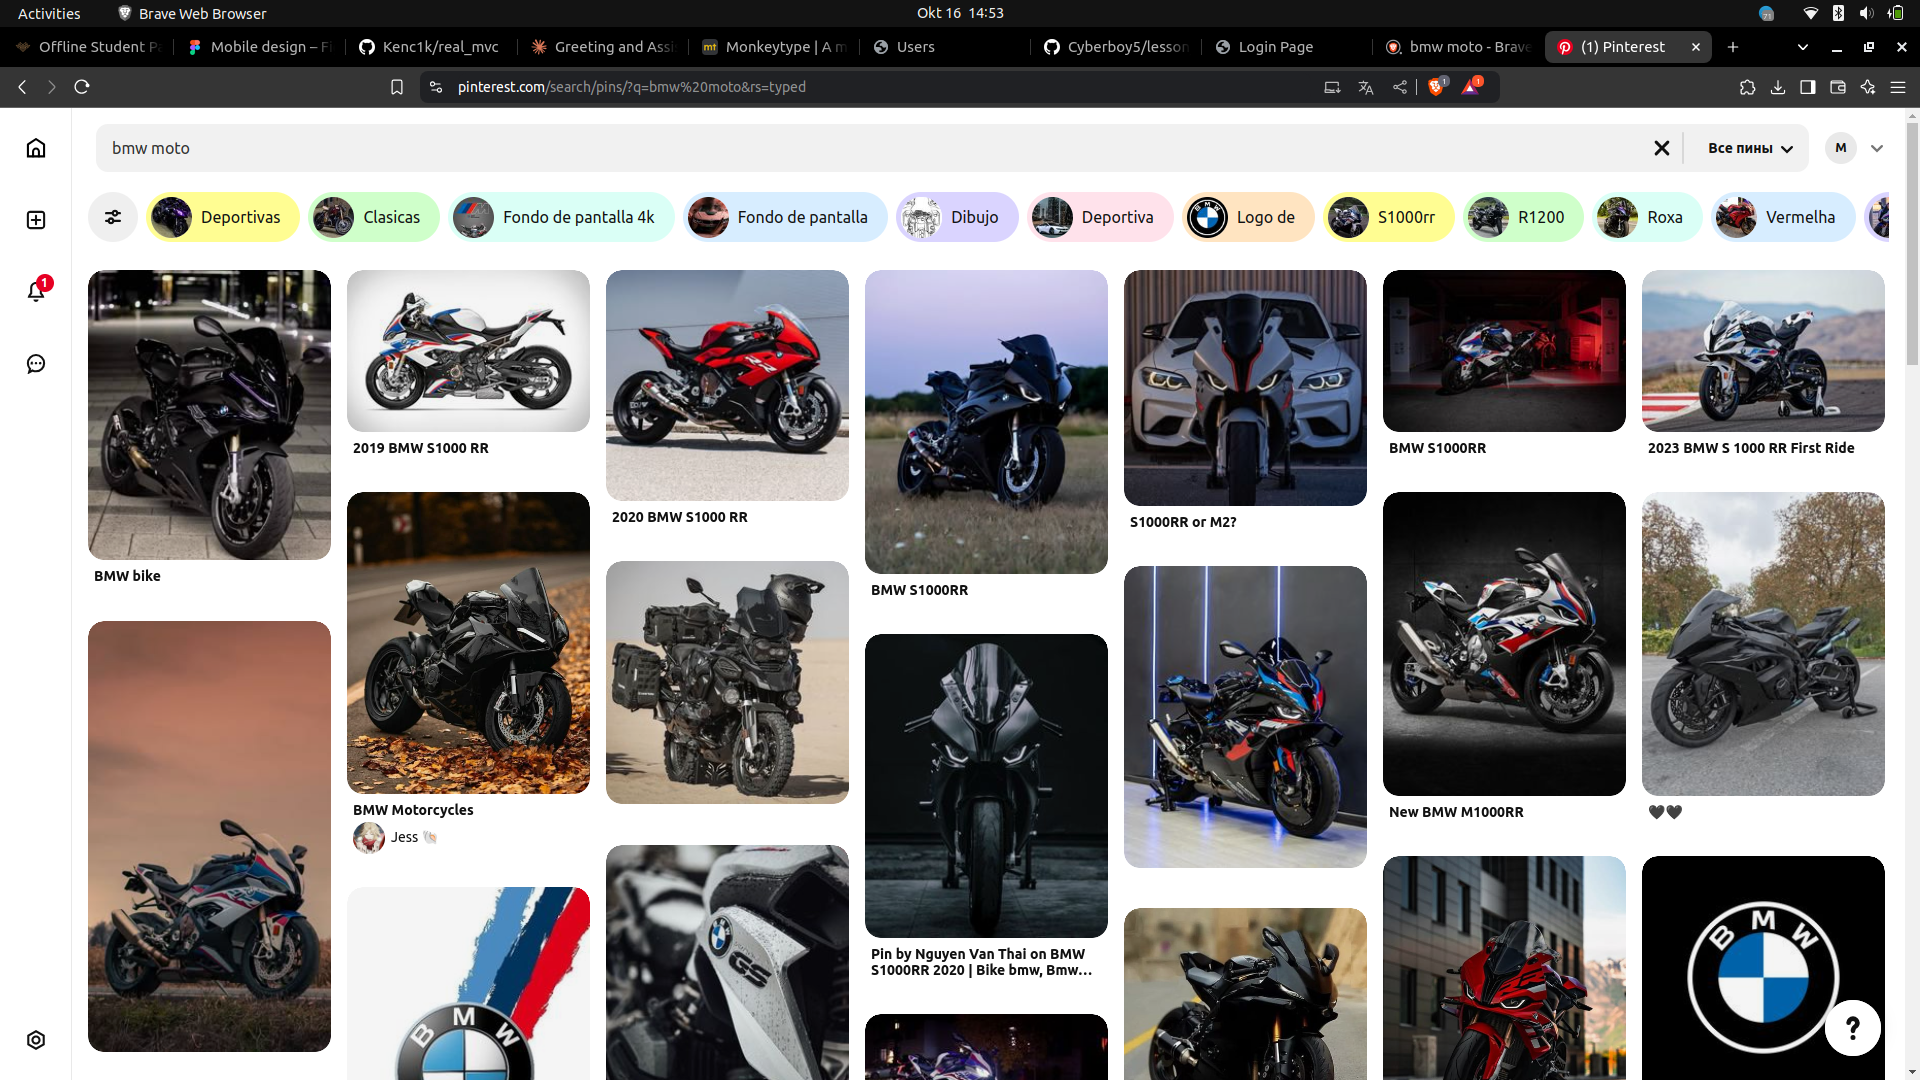 Activities
Brave Web Browser
Okt 16 14:53
Offline Student Pa
Mobile design – Fi
Kenc1k/real_mvc
Greeting and Assi
Monkeytype | A m
Users
Cyberboy5/lesson
Login Page
bmw moto - Brave
(1) Pinterest
pinterest.com/search/pins/?q=bmw%20moto&rs=typed
1
1
bmw moto
Все пины
M
Deportivas
Clasicas
Fondo de pantalla 4k
Fondo de pantalla
Dibujo
Deportiva
Logo de
S1000rr
R1200
Roxa
Vermelha
1
BMW bike
2019 BMW S1000 RR
2020 BMW S1000 RR
BMW S1000RR
S1000RR or M2?
BMW S1000RR
2023 BMW S 1000 RR First Ride
BMW Motorcycles
Jess 🐚
Pin by Nguyen Van Thai on BMW
S1000RR 2020 | Bike bmw, Bmw...
New BMW M1000RR
🖤🖤
BMW
GS
BMW
?